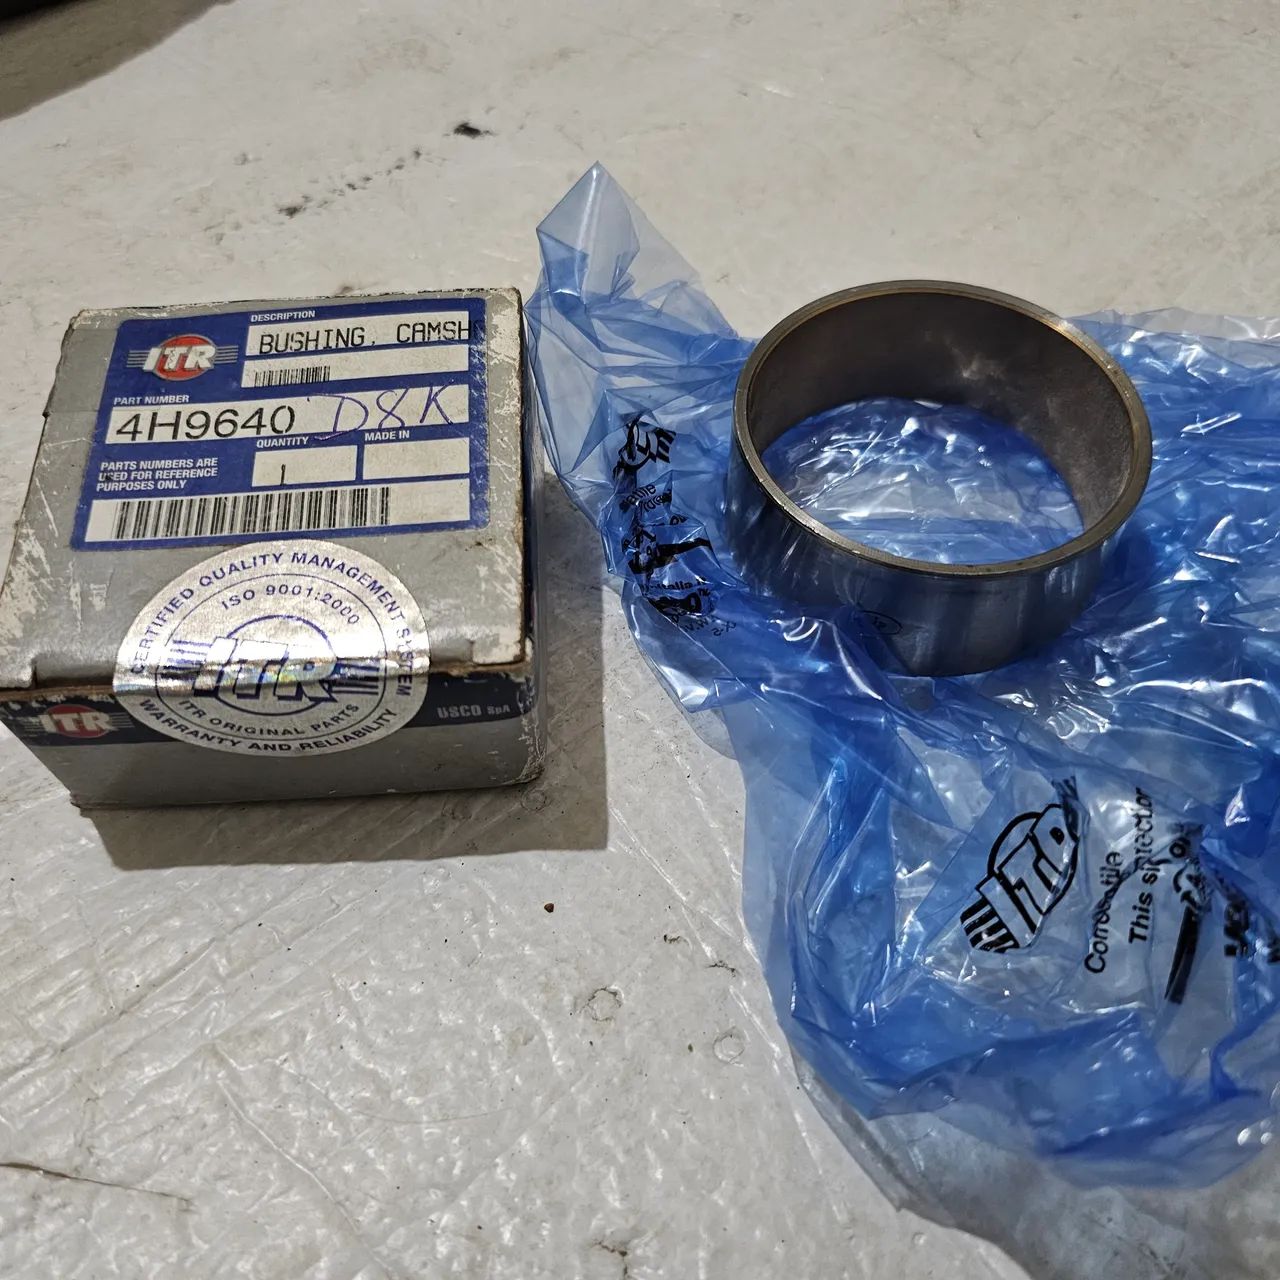 DESCRIPTION
ITR
BUSHING, CAMSH
PART NUMBER
4H9640 D8K
QUANTITY
MADE IN
1
PARTS NUMBERS ARE
USED FOR REFERENCE
PURPOSES ONLY
CERTIFIED QUALITY MANAGEMENT SYSTEM
ISO 9001:2000
ITR
ITR ORIGINAL PARTS
WARRANTY AND RELIABILITY
ITR
USCO SpA
ITR
This